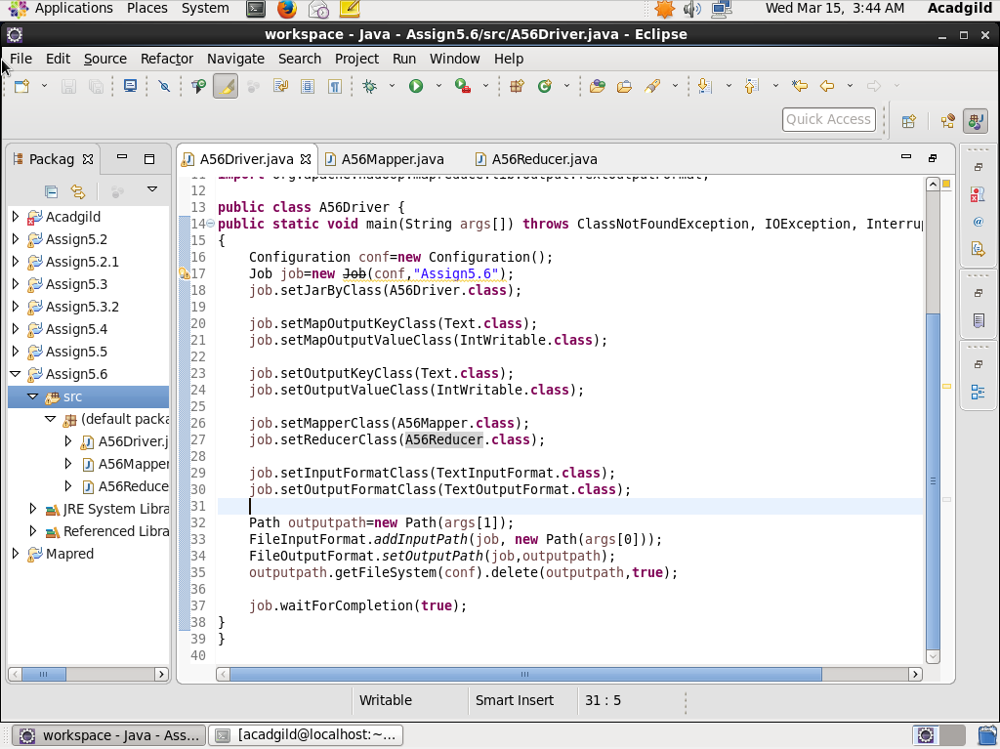 Applications Places System Wed Mar 15, 3:44 AM Acadgild
workspace - Java - Assign5.6/src/A56Driver.java - Eclipse
File Edit Source Refactor Navigate Search Project Run Window Help
Quick Access
Packag
A56Driver.java A56Mapper.java A56Reducer.java
Acadgild
Assign5.2
Assign5.2.1
Assign5.3
Assign5.3.2
Assign5.4
Assign5.5
Assign5.6
src
(default packa
A56Driver.j
A56Mapper
A56Reduce
JRE System Libra
Referenced Libra
Mapred
11 import org.apache.hadoop.mapreduce.lib.output.TextOutputFormat;
12
13 public class A56Driver {
14 public static void main(String args[]) throws ClassNotFoundException, IOException, Interrup
15 {
16 Configuration conf=new Configuration();
17 Job job=new Job(conf,"Assign5.6");
18 job.setJarByClass(A56Driver.class);
19
20 job.setMapOutputKeyClass(Text.class);
21 job.setMapOutputValueClass(IntWritable.class);
22
23 job.setOutputKeyClass(Text.class);
24 job.setOutputValueClass(IntWritable.class);
25
26 job.setMapperClass(A56Mapper.class);
27 job.setReducerClass(A56Reducer.class);
28
29 job.setInputFormatClass(TextInputFormat.class);
30 job.setOutputFormatClass(TextOutputFormat.class);
31
32 Path outputpath=new Path(args[1]);
33 FileInputFormat.addInputPath(job, new Path(args[0]));
34 FileOutputFormat.setOutputPath(job,outputpath);
35 outputpath.getFileSystem(conf).delete(outputpath,true);
36
37 job.waitForCompletion(true);
38 }
39 }
40
Writable Smart Insert 31 : 5
workspace - Java - Ass... [acadgild@localhost:~...